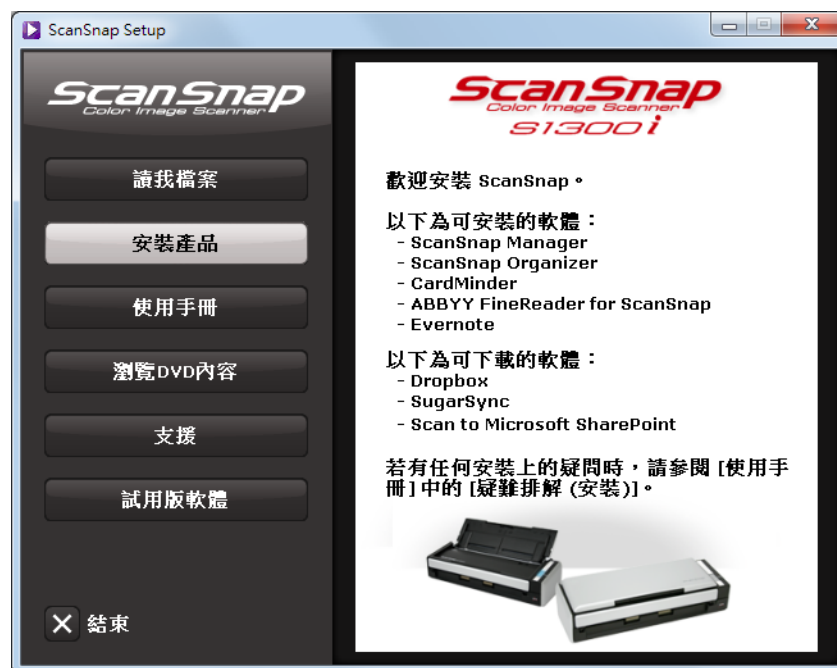 ScanSnap Setup
ScanSnap
Color Image Scanner
讀我檔案
安裝產品
使用手冊
瀏覽DVD內容
支援
試用版軟體
結束
ScanSnap
Color Image Scanner
S1300i
歡迎安裝 ScanSnap。
以下為可安裝的軟體：
- ScanSnap Manager
- ScanSnap Organizer
- CardMinder
- ABBYY FineReader for ScanSnap
- Evernote
以下為可下載的軟體：
- Dropbox
- SugarSync
- Scan to Microsoft SharePoint
若有任何安裝上的疑問時，請參閱 [使用手
冊] 中的 [疑難排解 (安裝)]。